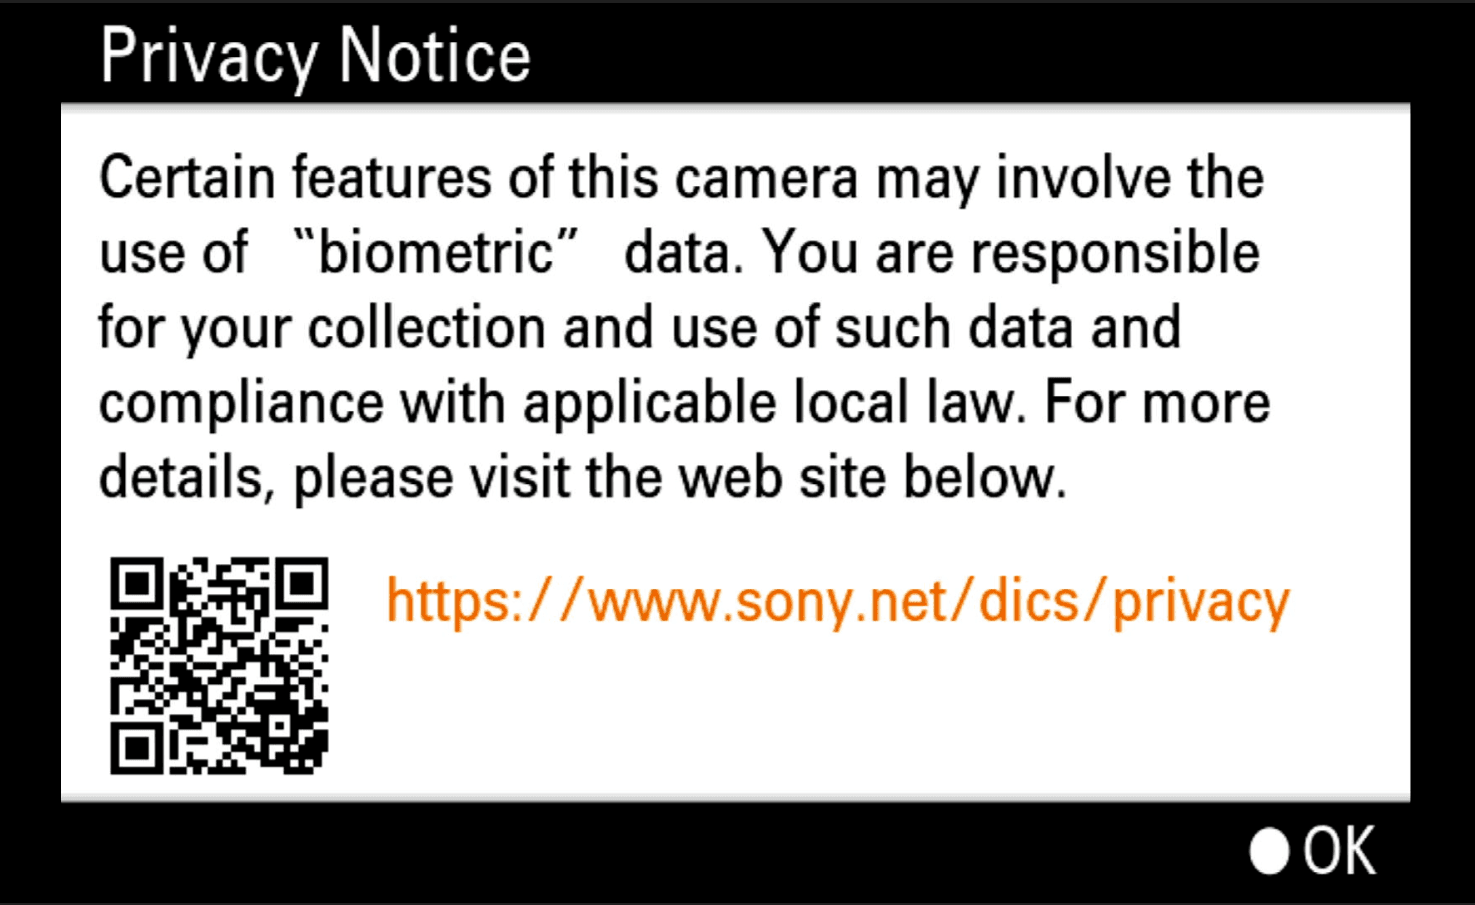 Privacy Notice
Certain features of this camera may involve the
use of “biometric” data. You are responsible
for your collection and use of such data and
compliance with applicable local law. For more
details, please visit the web site below.
https://www.sony.net/dics/privacy
OK